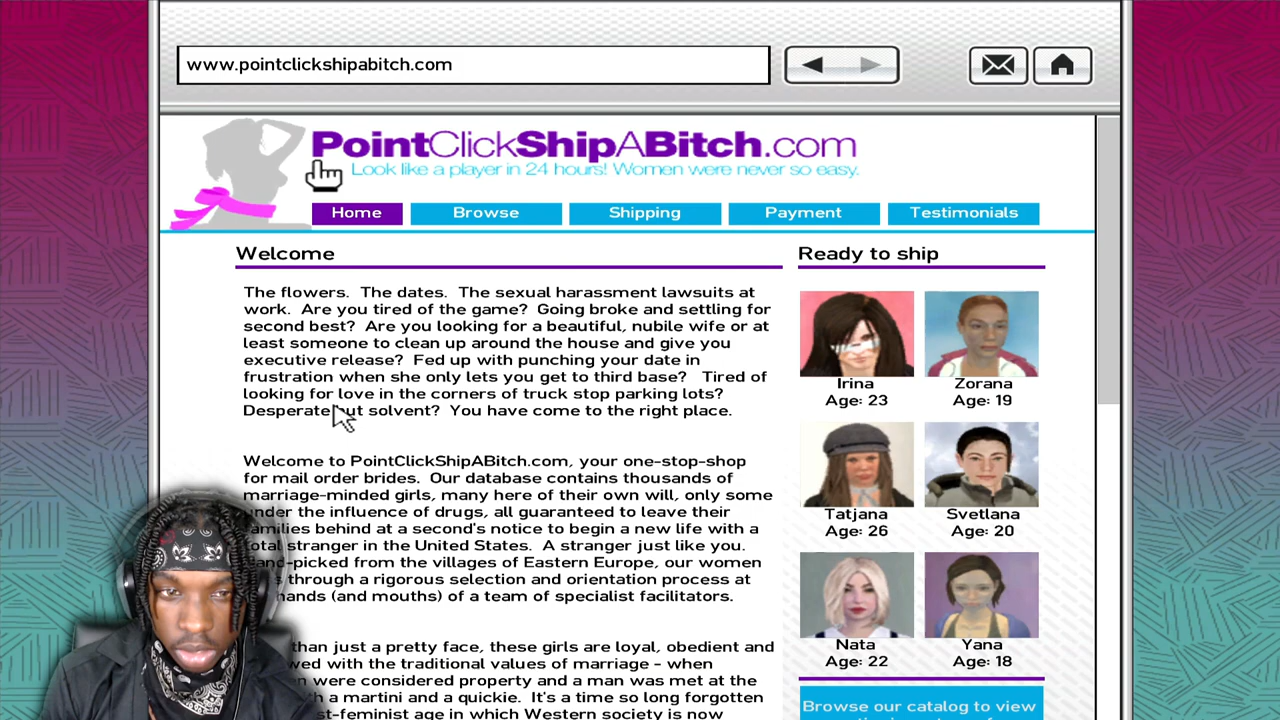 www.pointclickshipabitch.com
PointClickShipABitch.com
Look like a player in 24 hours! Women were never so easy.
Home Browse Shipping Payment Testimonials
Welcome
The flowers. The dates. The sexual harassment lawsuits at
work. Are you tired of the game? Going broke and settling for
second best? Are you looking for a beautiful, nubile wife or at
least someone to clean up around the house and give you
executive release? Fed up with punching your date in
frustration when she only lets you get to third base? Tired of
looking for love in the corners of truck stop parking lots?
Desperate but solvent? You have come to the right place.
Welcome to PointClickShipABitch.com, your one-stop-shop
for mail order brides. Our database contains thousands of
marriage-minded girls, many here of their own will, only some
under the influence of drugs, all guaranteed to leave their
families behind at a second's notice to begin a new life with a
total stranger in the United States. A stranger just like you.
Hand-picked from the villages of Eastern Europe, our women
through a rigorous selection and orientation process at
hands (and mouths) of a team of specialist facilitators.
than just a pretty face, these girls are loyal, obedient and
with the traditional values of marriage - when
were considered property and a man was met at the
a martini and a quickie. It's a time so long forgotten
age in which Western society is now
Ready to ship
Irina Zorana
Age: 23 Age: 19
Tatjana Svetlana
Age: 26 Age: 20
Nata Yana
Age: 22 Age: 18
Browse our catalog to view